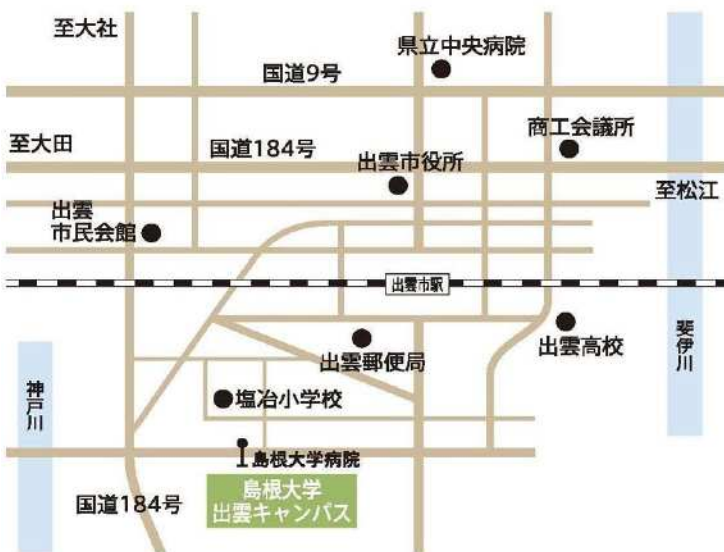 至大社
県立中央病院
国道9号
商工会議所
至大田
国道184号
出雲市役所
至松江
出雲
市民会館
出雲市駅
出雲高校
斐伊川
出雲郵便局
神戸川
塩冶小学校
島根大学病院
島根大学
出雲キャンパス
国道184号